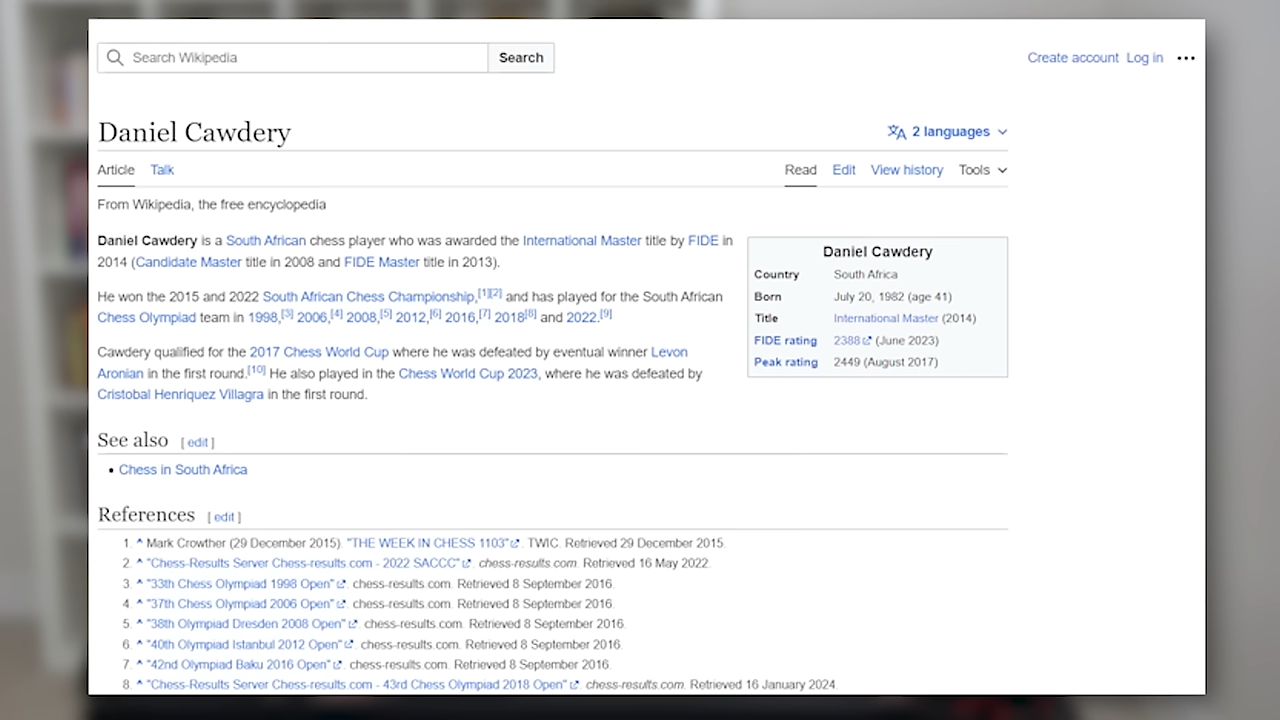 Search Wikipedia
Search
Create account Log in
Daniel Cawdery
2 languages
Article Talk
Read Edit View history Tools
From Wikipedia, the free encyclopedia
Daniel Cawdery is a South African chess player who was awarded the International Master title by FIDE in
2014 (Candidate Master title in 2008 and FIDE Master title in 2013).
He won the 2015 and 2022 South African Chess Championship,[1][2] and has played for the South African
Chess Olympiad team in 1998,[3] 2006,[4] 2008,[5] 2012,[6] 2016,[7] 2018[8] and 2022.[9]
Cawdery qualified for the 2017 Chess World Cup where he was defeated by eventual winner Levon
Aronian in the first round.[10] He also played in the Chess World Cup 2023, where he was defeated by
Cristobal Henriquez Villagra in the first round.
Daniel Cawdery
Country South Africa
Born July 20, 1982 (age 41)
Title International Master (2014)
FIDE rating 2388 (June 2023)
Peak rating 2449 (August 2017)
See also [ edit ]
• Chess in South Africa
References [ edit ]
1. ^ Mark Crowther (29 December 2015). "THE WEEK IN CHESS 1103". TWIC. Retrieved 29 December 2015.
2. ^ "Chess-Results Server Chess-results.com - 2022 SACCC". chess-results.com. Retrieved 16 May 2022.
3. ^ "33th Chess Olympiad 1998 Open". chess-results.com. Retrieved 8 September 2016.
4. ^ "37th Chess Olympiad 2006 Open". chess-results.com. Retrieved 8 September 2016.
5. ^ "38th Olympiad Dresden 2008 Open". chess-results.com. Retrieved 8 September 2016.
6. ^ "40th Olympiad Istanbul 2012 Open". chess-results.com. Retrieved 8 September 2016.
7. ^ "42nd Olympiad Baku 2016 Open". chess-results.com. Retrieved 8 September 2016.
8. ^ "Chess-Results Server Chess-results.com - 43rd Chess Olympiad 2018 Open". chess-results.com. Retrieved 16 January 2024.